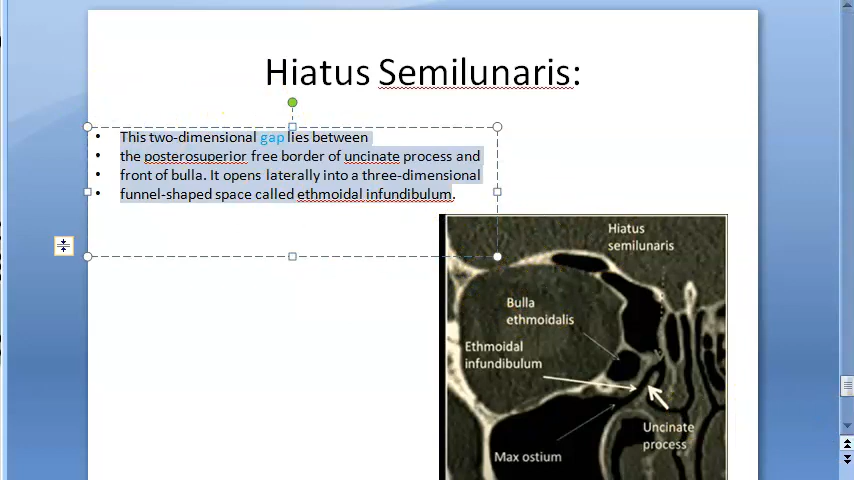 Hiatus Semilunaris:
• This two-dimensional gap lies between
• the posterosuperior free border of uncinate process and
• front of bulla. It opens laterally into a three-dimensional
• funnel-shaped space called ethmoidal infundibulum.
Hiatus
semilunaris
Bulla
ethmoidalis
Ethmoidal
infundibulum
Uncinate
process
Max ostium